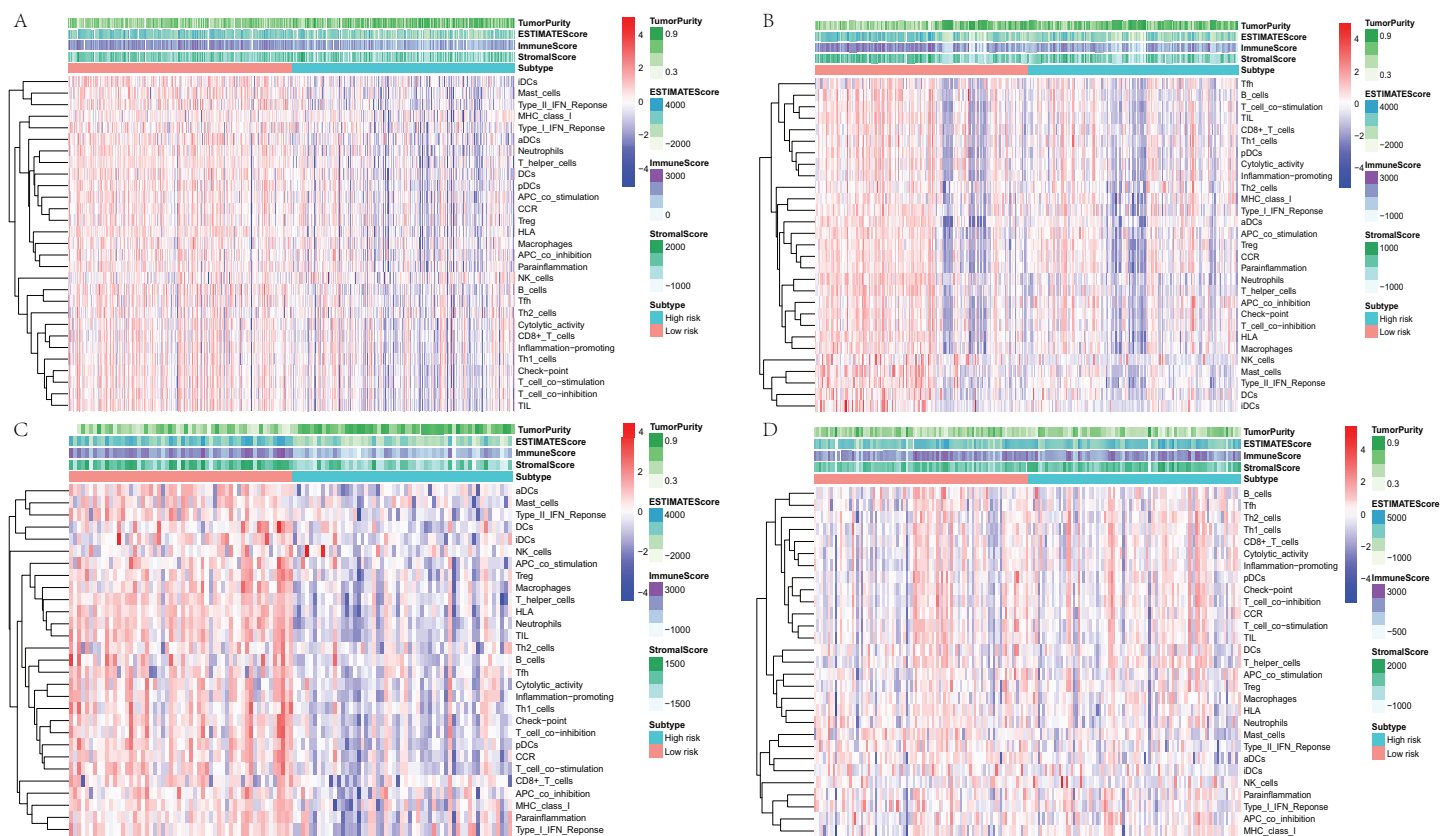 A
TumorPurity
ESTIMATEScore
ImmuneScore
StromalScore
Subtype
iDCs
Mast_cells
Type_II_IFN_Reponse
MHC_class_I
Type_I_IFN_Reponse
aDCs
Neutrophils
T_helper_cells
DCs
pDCs
APC_co_stimulation
CCR
Treg
HLA
Macrophages
APC_co_inhibition
Parainflammation
NK_cells
B_cells
Tfh
Th2_cells
Cytolytic_activity
CD8+_T_cells
Inflammation−promoting
Th1_cells
Check−point
T_cell_co−stimulation
T_cell_co−inhibition
TIL
4
2
0
−2
−4
TumorPurity
0.9
0.3
ESTIMATEScore
4000
−2000
ImmuneScore
3000
0
StromalScore
2000
−1000
Subtype
High risk
Low risk
B
TumorPurity
ESTIMATEScore
ImmuneScore
StromalScore
Subtype
Tfh
B_cells
T_cell_co−stimulation
TIL
CD8+_T_cells
Th1_cells
pDCs
Cytolytic_activity
Inflammation−promoting
Th2_cells
MHC_class_I
Type_I_IFN_Reponse
aDCs
APC_co_stimulation
Treg
CCR
Parainflammation
Neutrophils
T_helper_cells
APC_co_inhibition
Check−point
T_cell_co−inhibition
HLA
Macrophages
NK_cells
Mast_cells
Type_II_IFN_Reponse
DCs
iDCs
4
2
0
−2
−4
TumorPurity
0.9
0.3
ESTIMATEScore
4000
−2000
ImmuneScore
3000
−1000
StromalScore
1000
−1000
Subtype
High risk
Low risk
C
TumorPurity
ESTIMATEScore
ImmuneScore
StromalScore
Subtype
aDCs
Mast_cells
Type_II_IFN_Reponse
DCs
iDCs
NK_cells
APC_co_stimulation
Treg
Macrophages
T_helper_cells
HLA
Neutrophils
TIL
Th2_cells
B_cells
Tfh
Cytolytic_activity
Inflammation−promoting
Th1_cells
Check−point
T_cell_co−inhibition
pDCs
CCR
T_cell_co−stimulation
CD8+_T_cells
APC_co_inhibition
MHC_class_I
Parainflammation
Type_I_IFN_Reponse
4
2
0
−2
−4
TumorPurity
0.9
0.3
ESTIMATEScore
4000
−2000
ImmuneScore
3000
−1000
StromalScore
1500
−1500
Subtype
High risk
Low risk
D
TumorPurity
ESTIMATEScore
ImmuneScore
StromalScore
Subtype
B_cells
Tfh
Th2_cells
Th1_cells
CD8+_T_cells
Cytolytic_activity
Inflammation−promoting
pDCs
Check−point
T_cell_co−inhibition
CCR
T_cell_co−stimulation
TIL
DCs
T_helper_cells
APC_co_stimulation
Treg
Macrophages
HLA
Neutrophils
Mast_cells
Type_II_IFN_Reponse
aDCs
iDCs
NK_cells
Parainflammation
Type_I_IFN_Reponse
APC_co_inhibition
MHC_class_I
4
2
0
−2
−4
TumorPurity
0.9
0.3
ESTIMATEScore
5000
−1000
ImmuneScore
3000
−500
StromalScore
2000
−1000
Subtype
High risk
Low risk